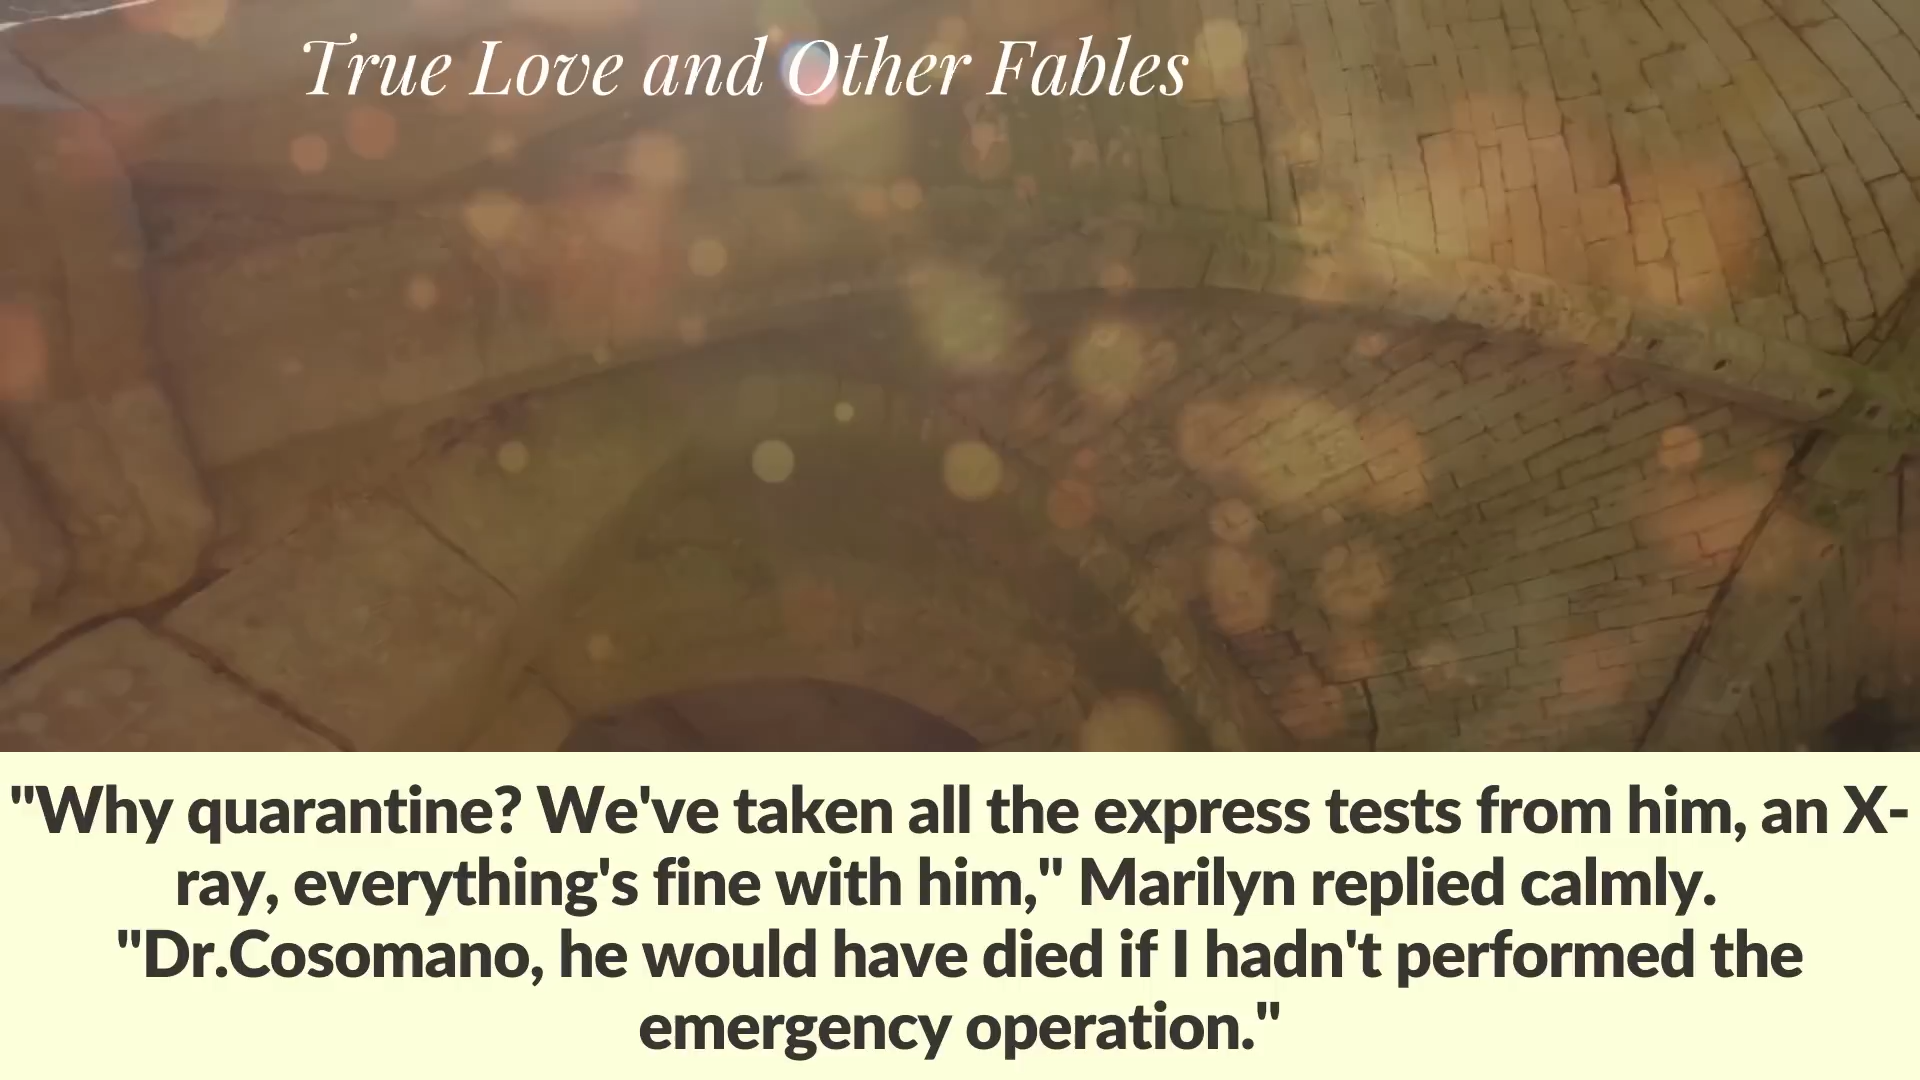 True Love and Other Fables
"Why quarantine? We've taken all the express tests from him, an X-
ray, everything's fine with him," Marilyn replied calmly.
"Dr.Cosomano, he would have died if I hadn't performed the
emergency operation."